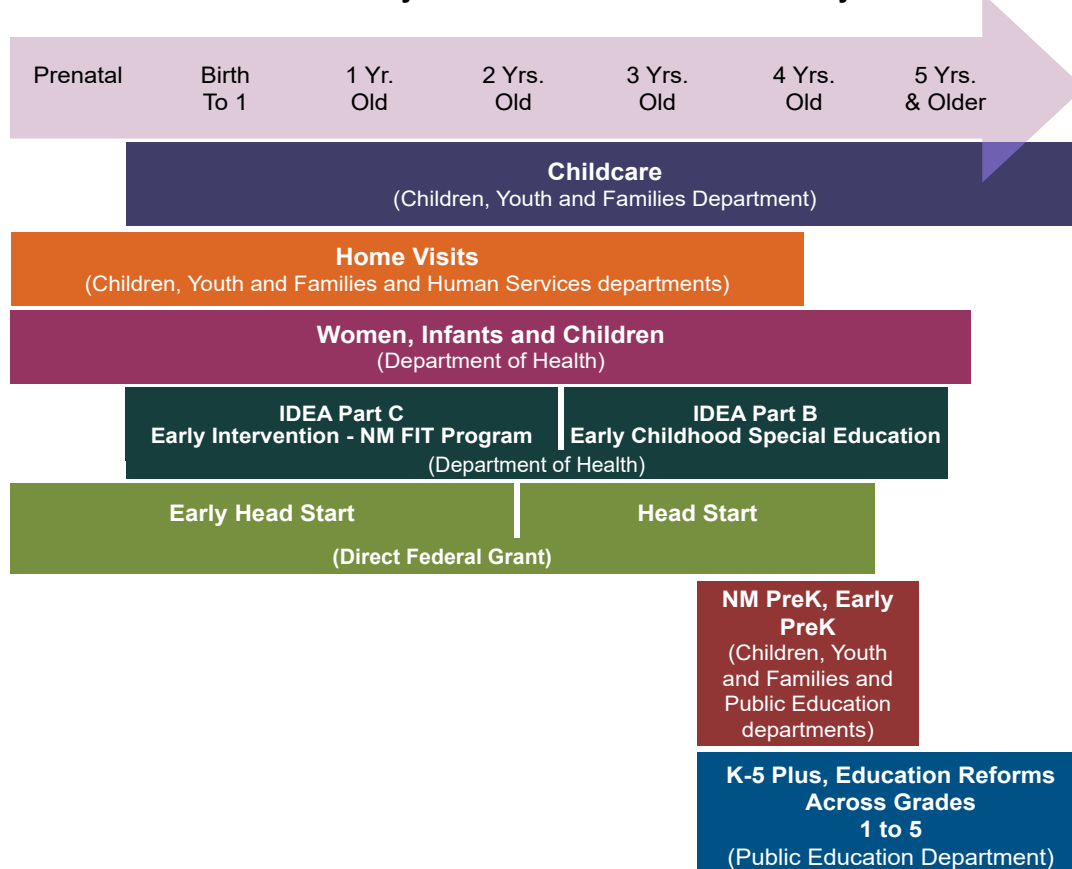 Prenatal
Birth
To 1
1 Yr.
Old
2 Yrs.
Old
3 Yrs.
Old
4 Yrs.
Old
5 Yrs.
& Older
Childcare
(Children, Youth and Families Department)
Home Visits
(Children, Youth and Families and Human Services departments)
Women, Infants and Children
(Department of Health)
IDEA Part C
Early Intervention - NM FIT Program
IDEA Part B
Early Childhood Special Education
(Department of Health)
Early Head Start
Head Start
(Direct Federal Grant)
NM PreK, Early
PreK
(Children, Youth
and Families and
Public Education
departments)
K-5 Plus, Education Reforms
Across Grades
1 to 5
(Public Education Department)